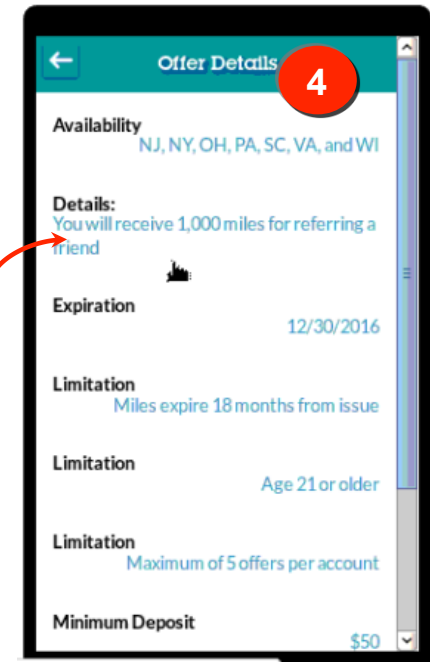 Offer Details
4
Availability
NJ, NY, OH, PA, SC, VA, and WI
Details:
You will receive 1,000 miles for referring a
friend
Expiration
12/30/2016
Limitation
Miles expire 18 months from issue
Limitation
Age 21 or older
Limitation
Maximum of 5 offers per account
Minimum Deposit
$50